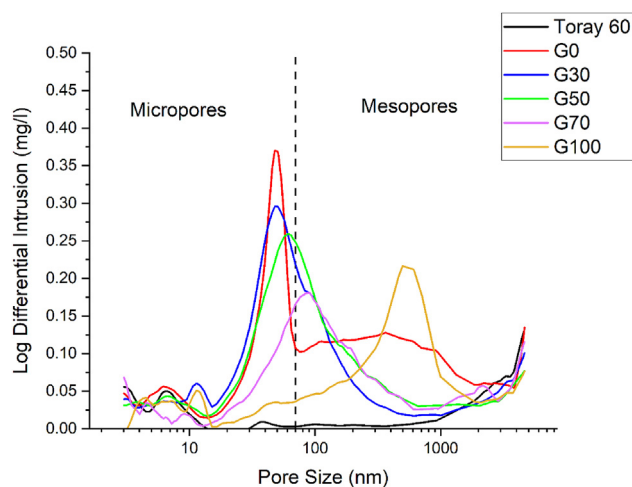 Toray 60
G0
G30
G50
G70
G100
Micropores
Mesopores
Log Differential Intrusion (mg/l)
0.50
0.45
0.40
0.35
0.30
0.25
0.20
0.15
0.10
0.05
0.00
10
100
1000
Pore Size (nm)